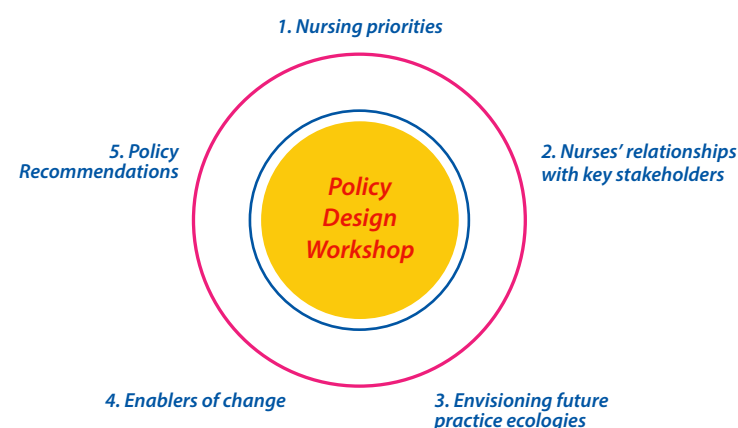 1. Nursing priorities
2. Nurses’ relationships
with key stakeholders
3. Envisioning future
practice ecologies
4. Enablers of change
5. Policy
Recommendations
Policy
Design
Workshop